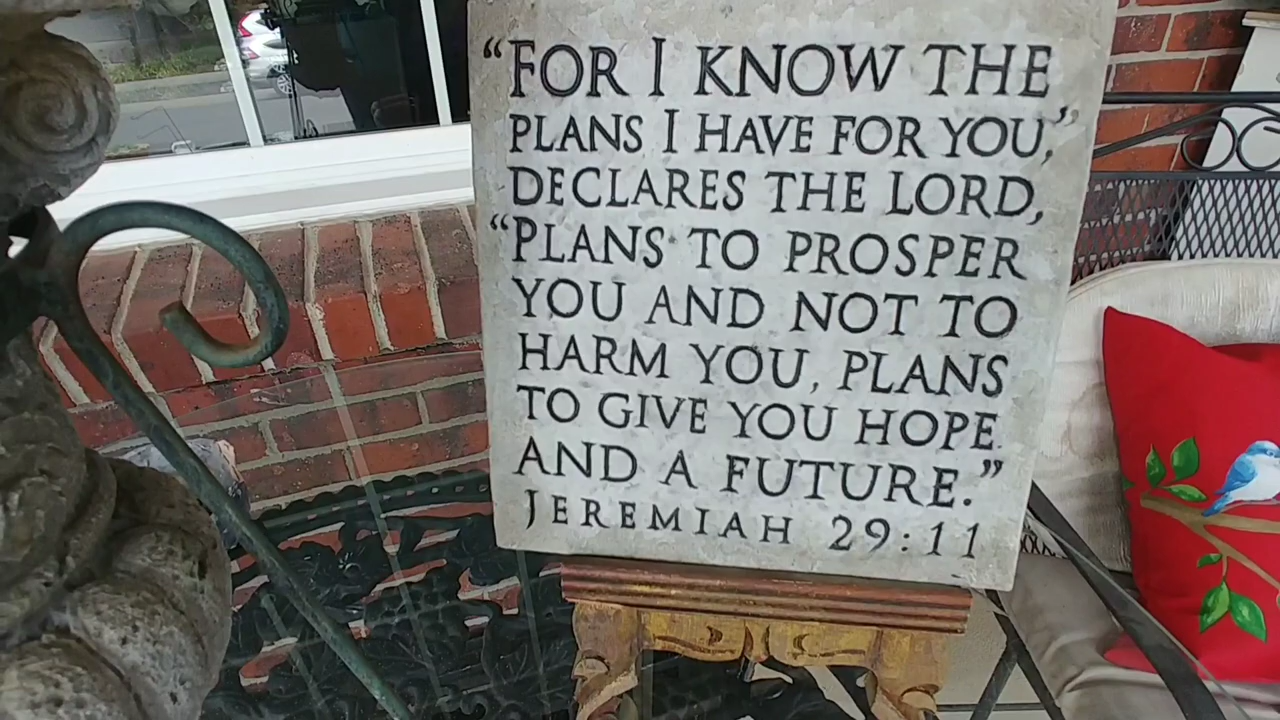 “FOR I KNOW THE
PLANS I HAVE FOR YOU,”
DECLARES THE LORD,
“PLANS TO PROSPER
YOU AND NOT TO
HARM YOU, PLANS
TO GIVE YOU HOPE
AND A FUTURE.”
JEREMIAH 29:11